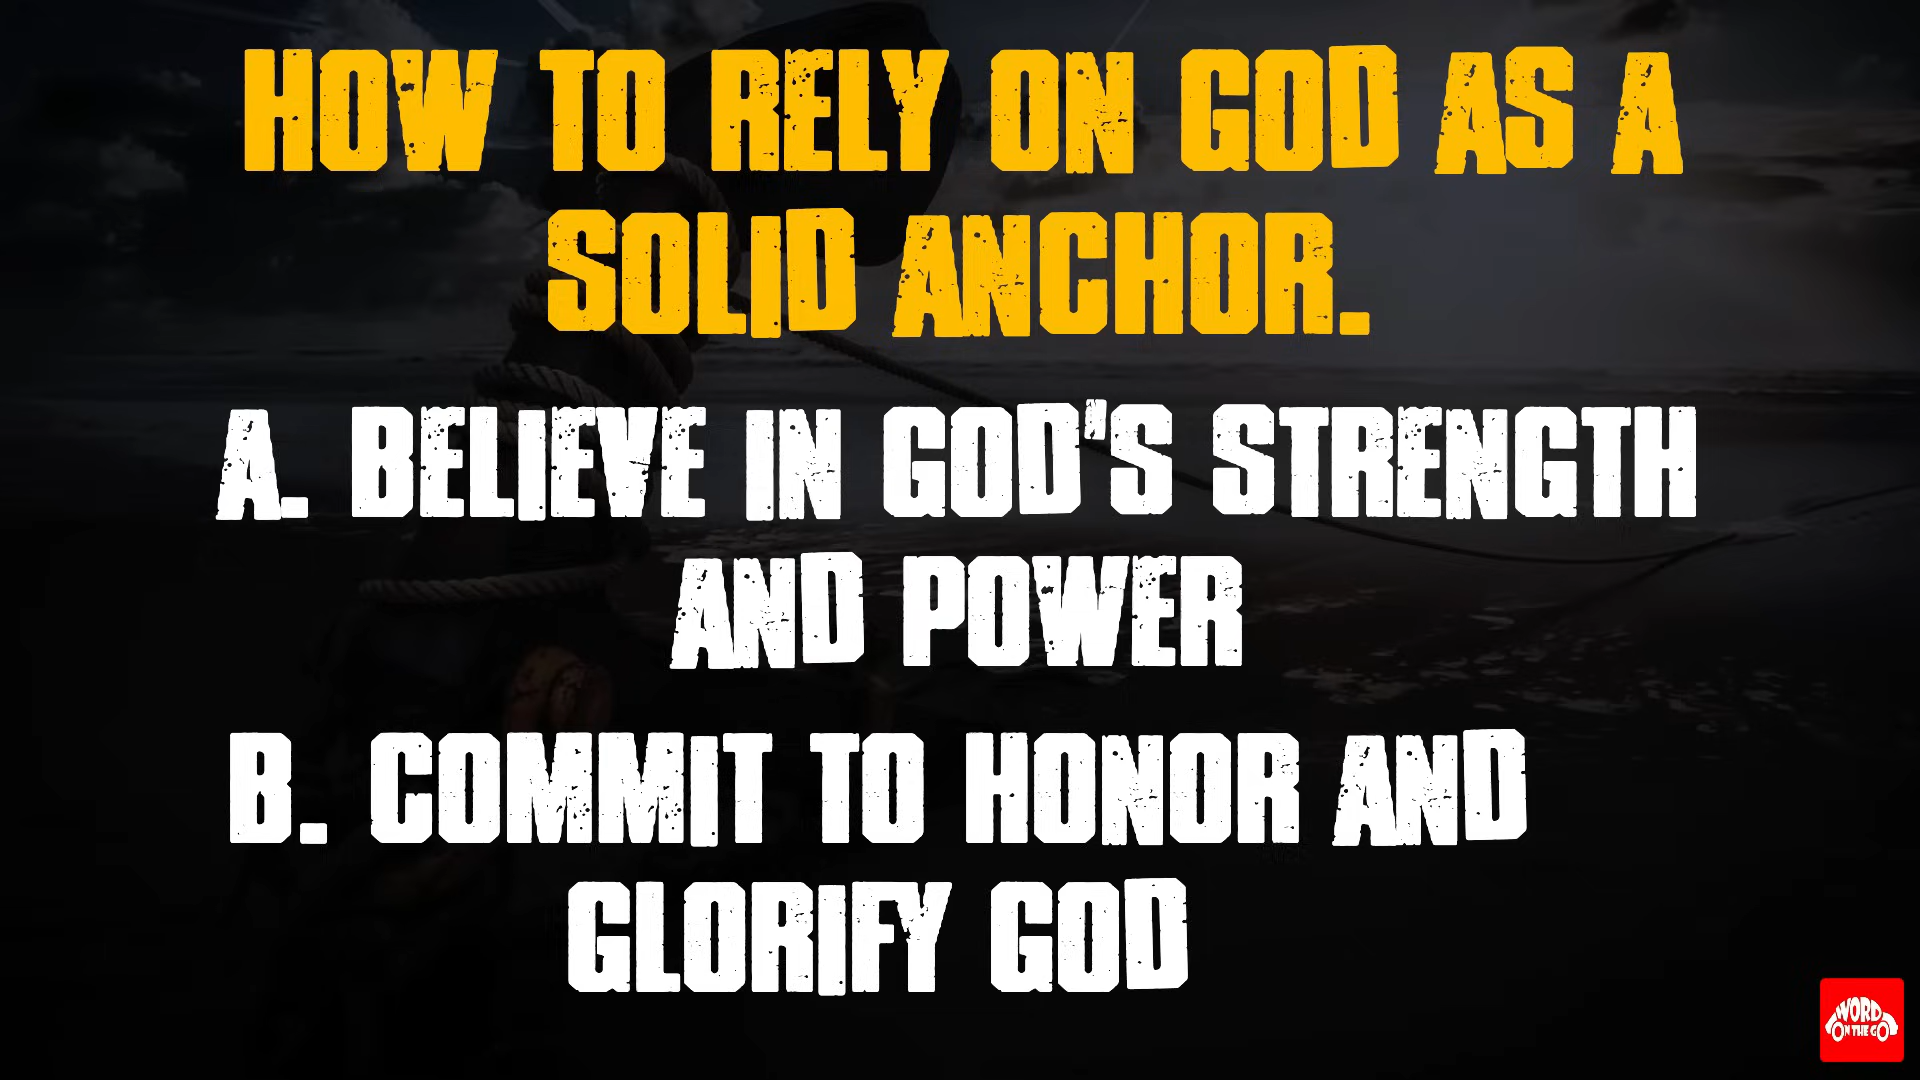 HOW TO RELY ON GOD AS A
SOLID ANCHOR.
A. BELIEVE IN GOD'S STRENGTH
AND POWER
B. COMMIT TO HONOR AND
GLORIFY GOD
WORD
ON THE GO